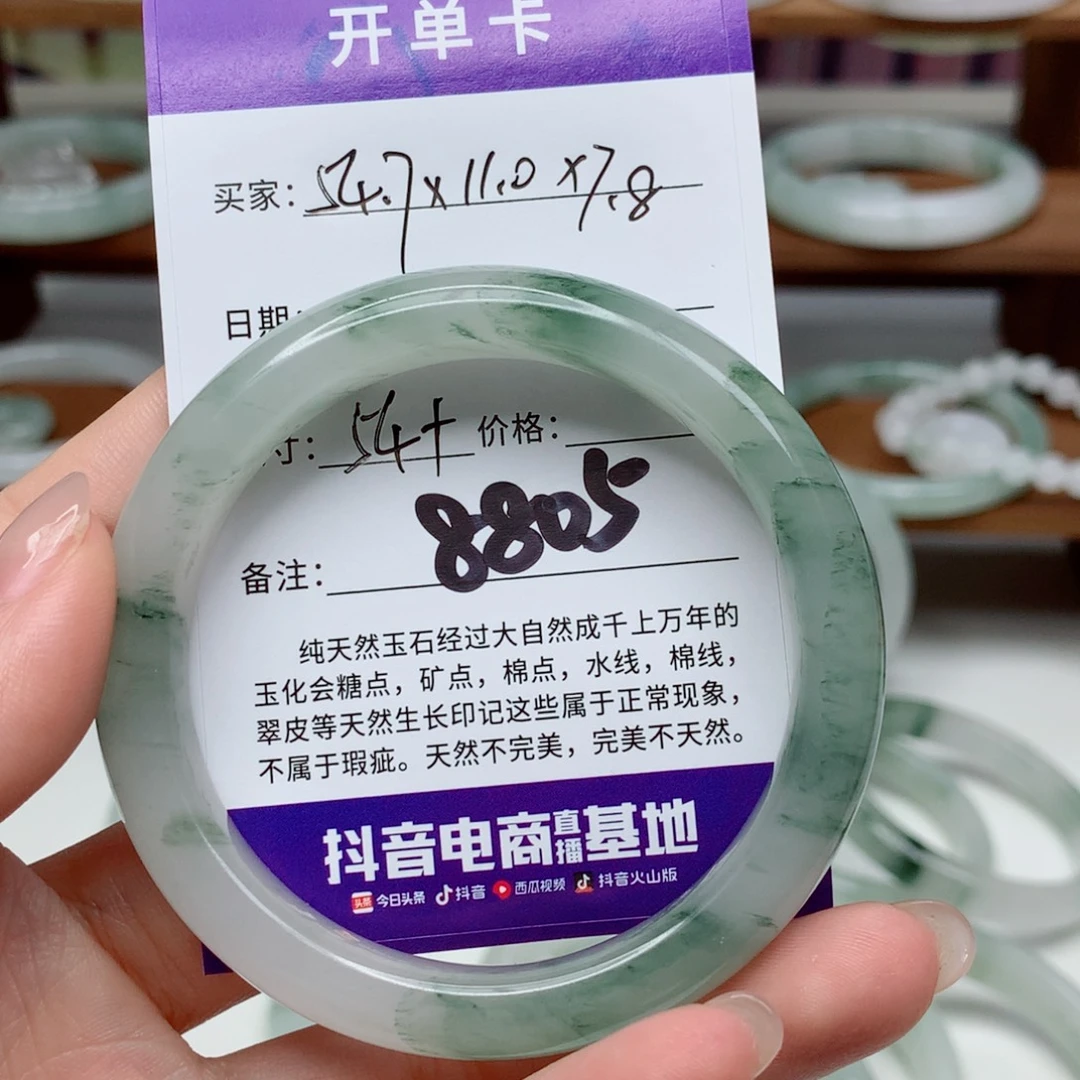 开单卡
买家：54.7x11.0x7.8
日期
寸：54+ 价格：
8805
备注：
纯天然玉石经过大自然成千上万年的
玉化会糖点，矿点，棉点，水线，棉线，
翠皮等天然生长印记这些属于正常现象，
不属于瑕疵。天然不完美，完美不天然。
抖音电商直播基地
头条 今日头条 抖音 西瓜视频 抖音火山版